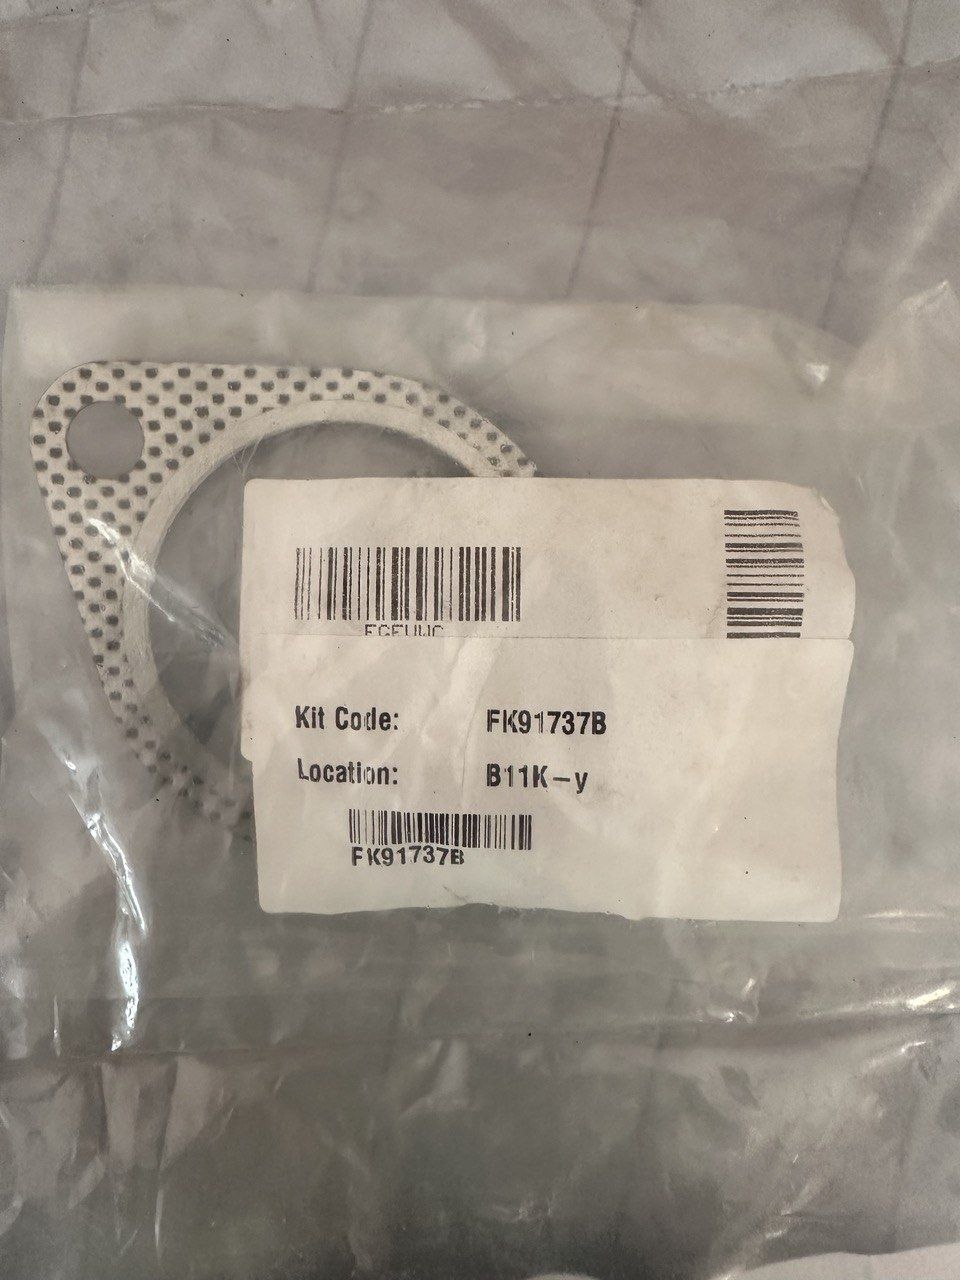 Kit Code: FK91737B
Location: B11K-y
FK91737B